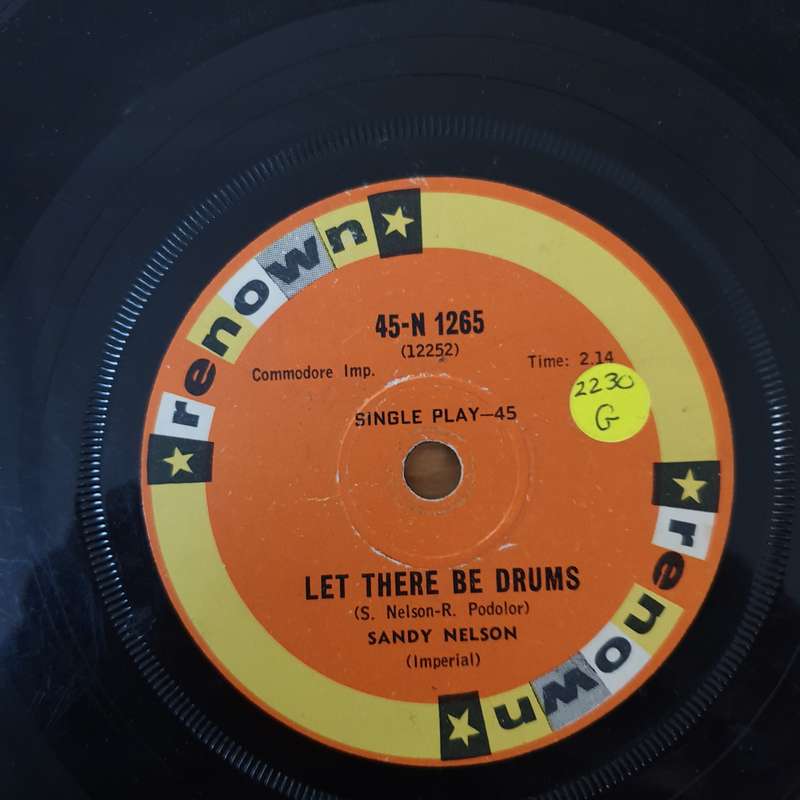 renown
45-N 1265
(12252)
Commodore Imp.
Time: 2.14
2230
G
SINGLE PLAY—45
LET THERE BE DRUMS
(S. Nelson-R. Podolor)
SANDY NELSON
(Imperial)
renown